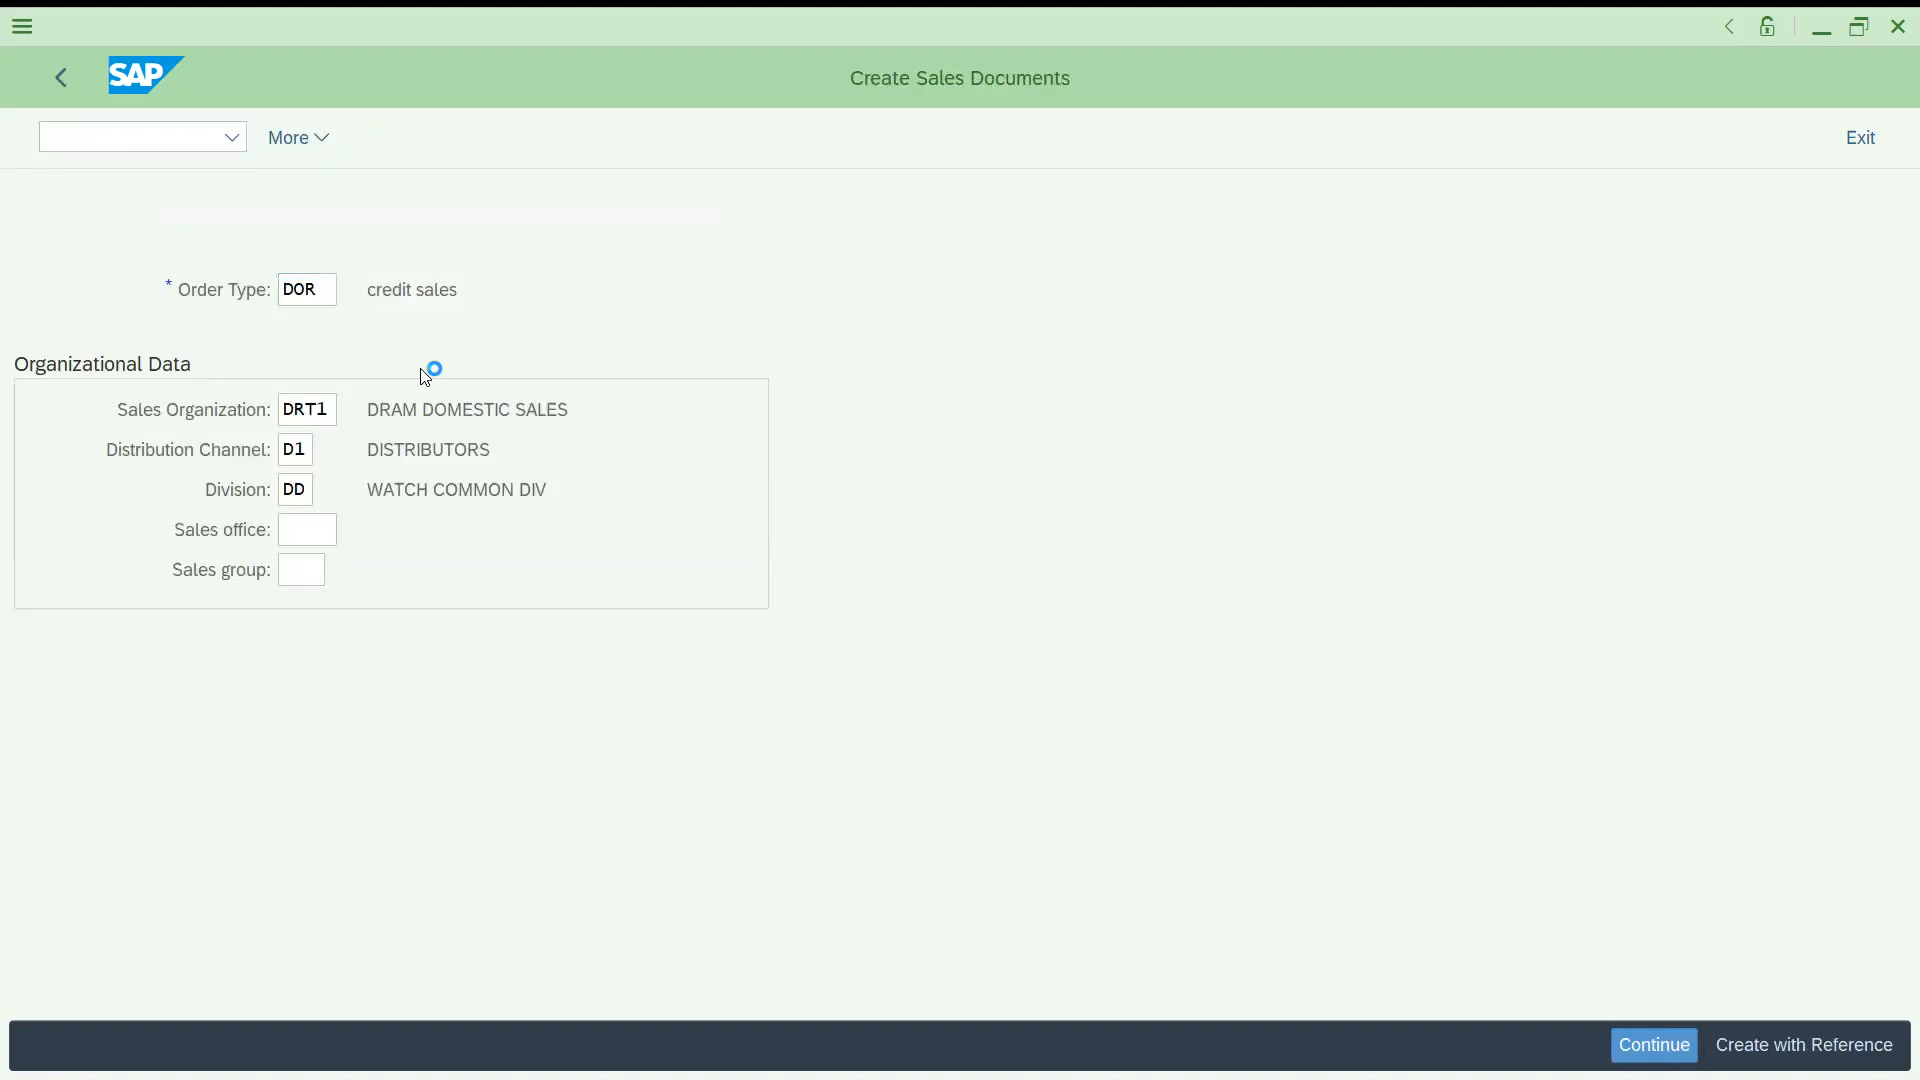 SAP
Create Sales Documents
More
Exit
* Order Type: DOR credit sales
Organizational Data
Sales Organization: DRT1 DRAM DOMESTIC SALES
Distribution Channel: D1 DISTRIBUTORS
Division: DD WATCH COMMON DIV
Sales office:
Sales group:
Continue Create with Reference